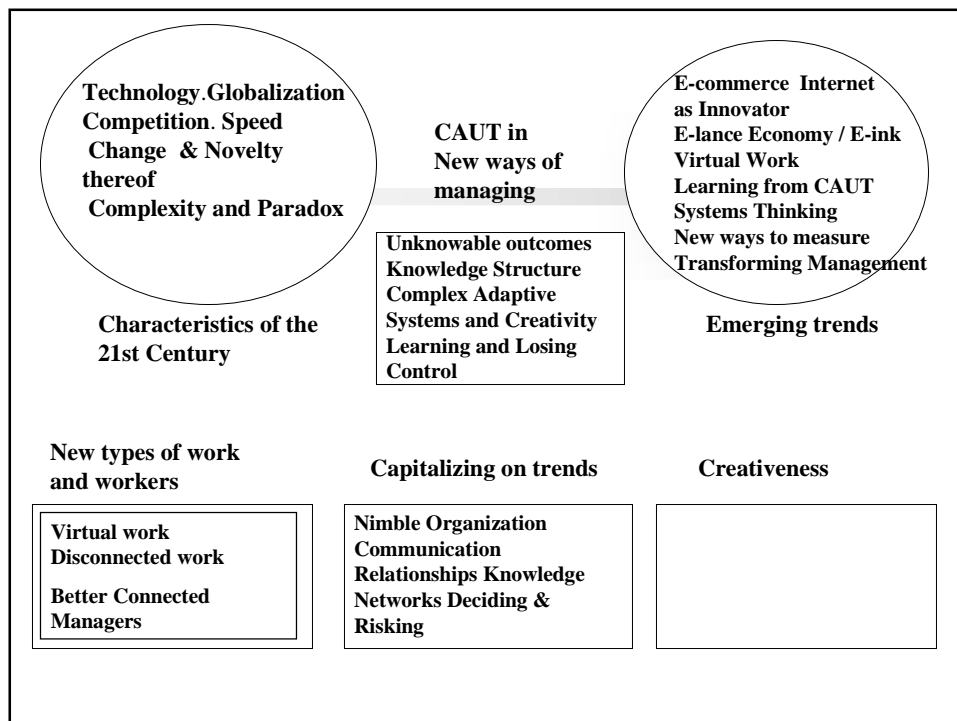 Technology.Globalization
Competition. Speed
Change & Novelty
thereof
Complexity and Paradox
Characteristics of the
21st Century
CAUT in
New ways of
managing
Unknowable outcomes
Knowledge Structure
Complex Adaptive
Systems and Creativity
Learning and Losing
Control
E-commerce Internet
as Innovator
E-lance Economy / E-ink
Virtual Work
Learning from CAUT
Systems Thinking
New ways to measure
Transforming Management
Emerging trends
New types of work
and workers
Virtual work
Disconnected work
Better Connected
Managers
Capitalizing on trends
Nimble Organization
Communication
Relationships Knowledge
Networks Deciding &
Risking
Creativeness